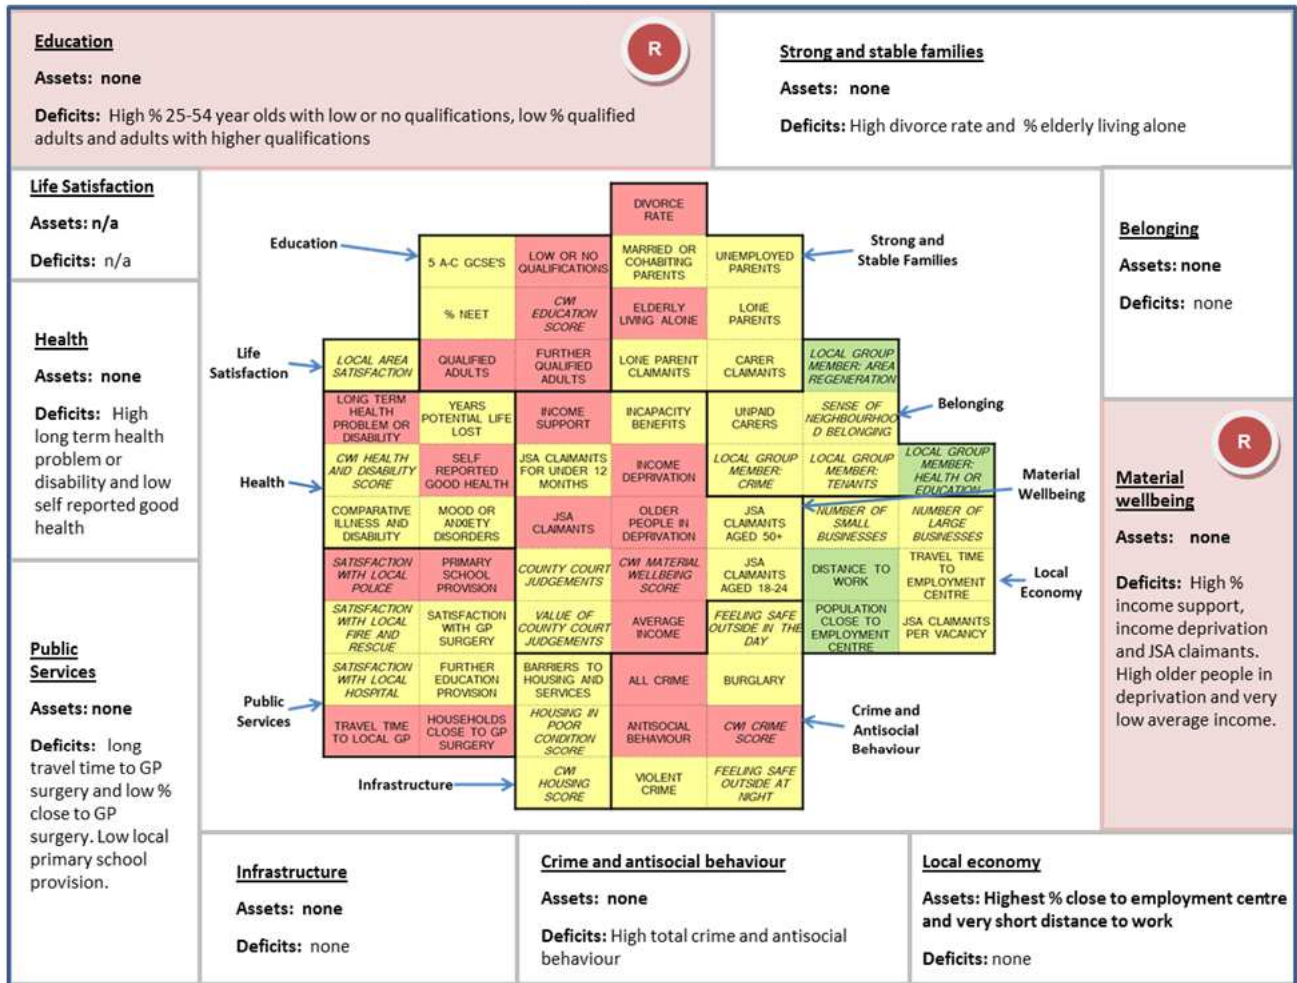 Education
R
Assets: none
Deficits: High % 25-54 year olds with low or no qualifications, low % qualified
adults and adults with higher qualifications
Strong and stable families
Assets: none
Deficits: High divorce rate and % elderly living alone
Life Satisfaction
Assets: n/a
Deficits: n/a
Health
Assets: none
Deficits: High
long term health
problem or
disability and low
self reported good
health
Public
Services
Assets: none
Deficits: long
travel time to GP
surgery and low %
close to GP
surgery. Low local
primary school
provision.
Education
Life
Satisfaction
Health
Public
Services
Infrastructure
DIVORCE
RATE
5 A-C GCSE'S
LOW OR NO
QUALIFICATIONS
MARRIED OR
COHABITING
PARENTS
UNEMPLOYED
PARENTS
% NEET
CWI
EDUCATION
SCORE
ELDERLY
LIVING ALONE
LONE
PARENTS
LOCAL AREA
SATISFACTION
QUALIFIED
ADULTS
FURTHER
QUALIFIED
ADULTS
LONE PARENT
CLAIMANTS
CARER
CLAIMANTS
LOCAL GROUP
MEMBER: AREA
REGENERATION
LONG TERM
HEALTH
PROBLEM OR
DISABILITY
YEARS
POTENTIAL LIFE
LOST
INCOME
SUPPORT
INCAPACITY
BENEFITS
UNPAID
CARERS
SENSE OF
NEIGHBOURHOO
D BELONGING
CWI HEALTH
AND DISABILITY
SCORE
SELF
REPORTED
GOOD HEALTH
JSA CLAIMANTS
FOR UNDER 12
MONTHS
INCOME
DEPRIVATION
LOCAL GROUP
MEMBER:
CRIME
LOCAL GROUP
MEMBER:
TENANTS
LOCAL GROUP
MEMBER:
HEALTH OR
EDUCATION
COMPARATIVE
ILLNESS AND
DISABILITY
MOOD OR
ANXIETY
DISORDERS
JSA
CLAIMANTS
OLDER
PEOPLE IN
DEPRIVATION
JSA
CLAIMANTS
AGED 50+
NUMBER OF
SMALL
BUSINESSES
NUMBER OF
LARGE
BUSINESSES
SATISFACTION
WITH LOCAL
POLICE
PRIMARY
SCHOOL
PROVISION
COUNTY COURT
JUDGEMENTS
CWI MATERIAL
WELLBEING
SCORE
JSA
CLAIMANTS
AGED 18-24
DISTANCE TO
WORK
TRAVEL TIME
TO
EMPLOYMENT
CENTRE
SATISFACTION
WITH LOCAL
FIRE AND
RESCUE
SATISFACTION
WITH GP
SURGERY
VALUE OF
COUNTY COURT
JUDGEMENTS
AVERAGE
INCOME
FEELING SAFE
OUTSIDE IN THE
DAY
POPULATION
CLOSE TO
EMPLOYMENT
CENTRE
JSA CLAIMANTS
PER VACANCY
SATISFACTION
WITH LOCAL
HOSPITAL
FURTHER
EDUCATION
PROVISION
BARRIERS TO
HOUSING AND
SERVICES
ALL CRIME
BURGLARY
TRAVEL TIME
TO LOCAL GP
HOUSEHOLDS
CLOSE TO GP
SURGERY
HOUSING IN
POOR
CONDITION
SCORE
ANTISOCIAL
BEHAVIOUR
CWI CRIME
SCORE
CWI
HOUSING
SCORE
VIOLENT
CRIME
FEELING SAFE
OUTSIDE AT
NIGHT
Strong and
Stable Families
Belonging
Material
Wellbeing
Local
Economy
Crime and
Antisocial
Behaviour
Belonging
Assets: none
Deficits: none
R
Material
wellbeing
Assets: none
Deficits: High %
income support,
income deprivation
and JSA claimants.
High older people in
deprivation and very
low average income.
Infrastructure
Assets: none
Deficits: none
Crime and antisocial behaviour
Assets: none
Deficits: High total crime and antisocial
behaviour
Local economy
Assets: Highest % close to employment centre
and very short distance to work
Deficits: none